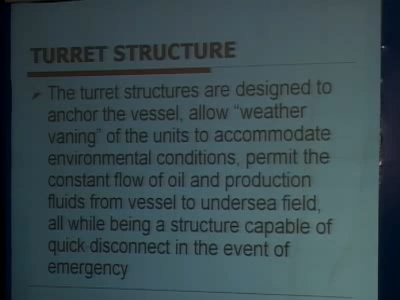 TURRET STRUCTURE
The turret structures are designed to
anchor the vessel, allow "weather
vaning" of the units to accommodate
environmental conditions, permit the
constant flow of oil and production
fluids from vessel to undersea field,
all while being a structure capable of
quick disconnect in the event of
emergency